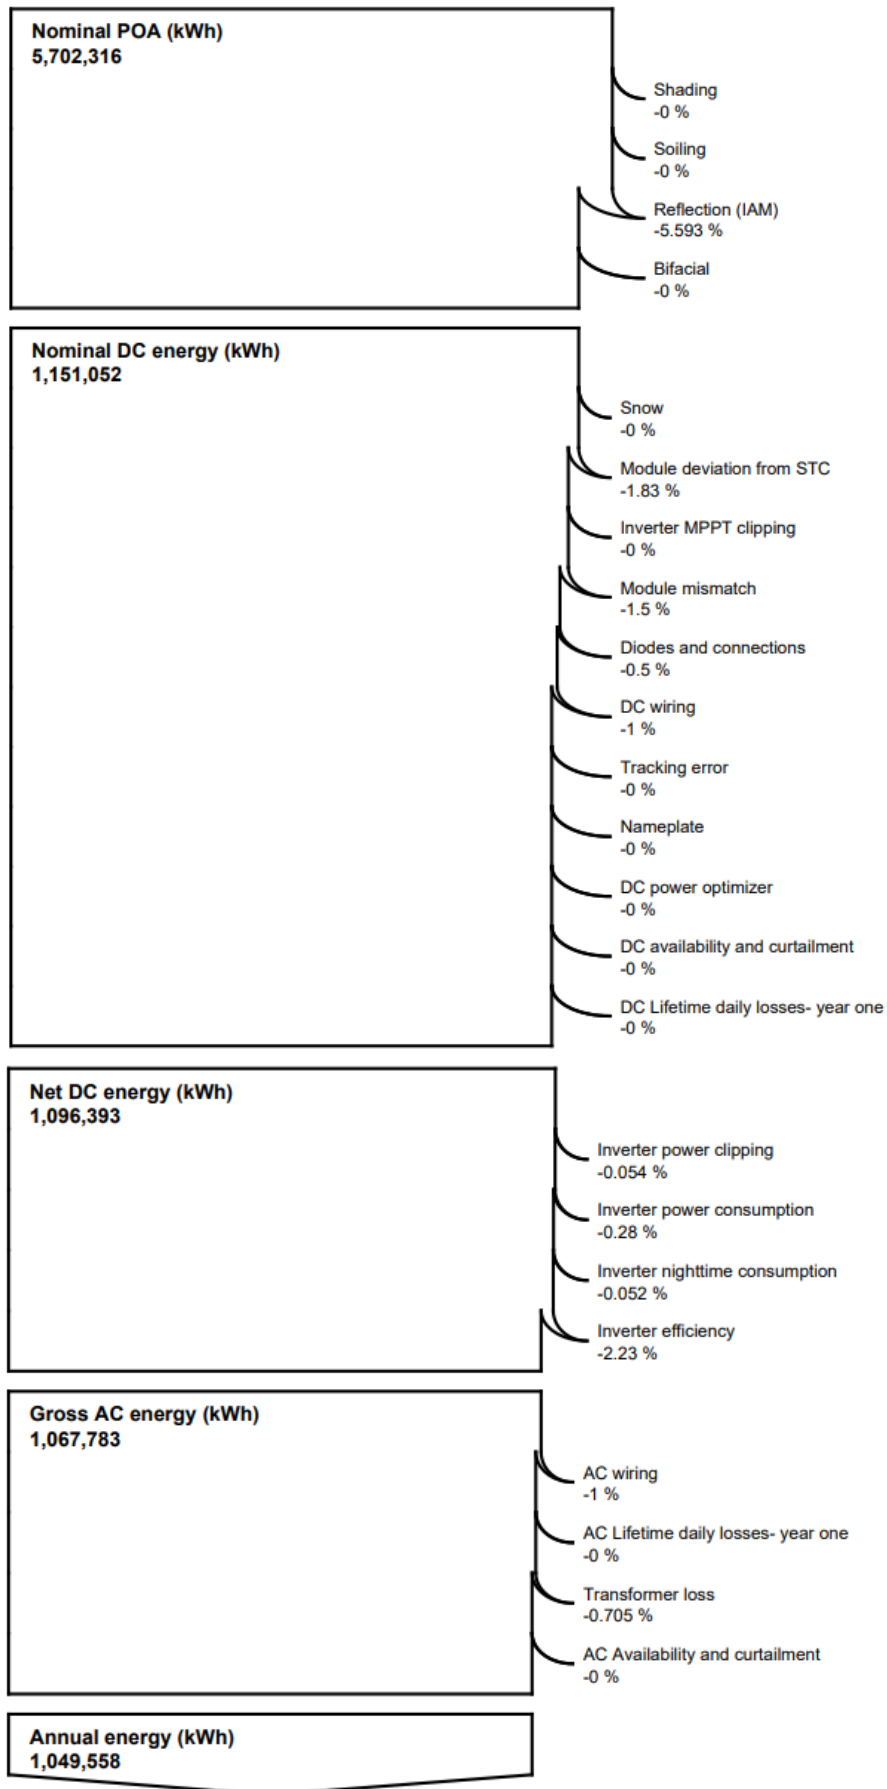 Nominal POA (kWh)
5,702,316
Shading
-0 %
Soiling
-0 %
Reflection (IAM)
-5.593 %
Bifacial
-0 %
Nominal DC energy (kWh)
1,151,052
Snow
-0 %
Module deviation from STC
-1.83 %
Inverter MPPT clipping
-0 %
Module mismatch
-1.5 %
Diodes and connections
-0.5 %
DC wiring
-1 %
Tracking error
-0 %
Nameplate
-0 %
DC power optimizer
-0 %
DC availability and curtailment
-0 %
DC Lifetime daily losses- year one
-0 %
Net DC energy (kWh)
1,096,393
Inverter power clipping
-0.054 %
Inverter power consumption
-0.28 %
Inverter nighttime consumption
-0.052 %
Inverter efficiency
-2.23 %
Gross AC energy (kWh)
1,067,783
AC wiring
-1 %
AC Lifetime daily losses- year one
-0 %
Transformer loss
-0.705 %
AC Availability and curtailment
-0 %
Annual energy (kWh)
1,049,558